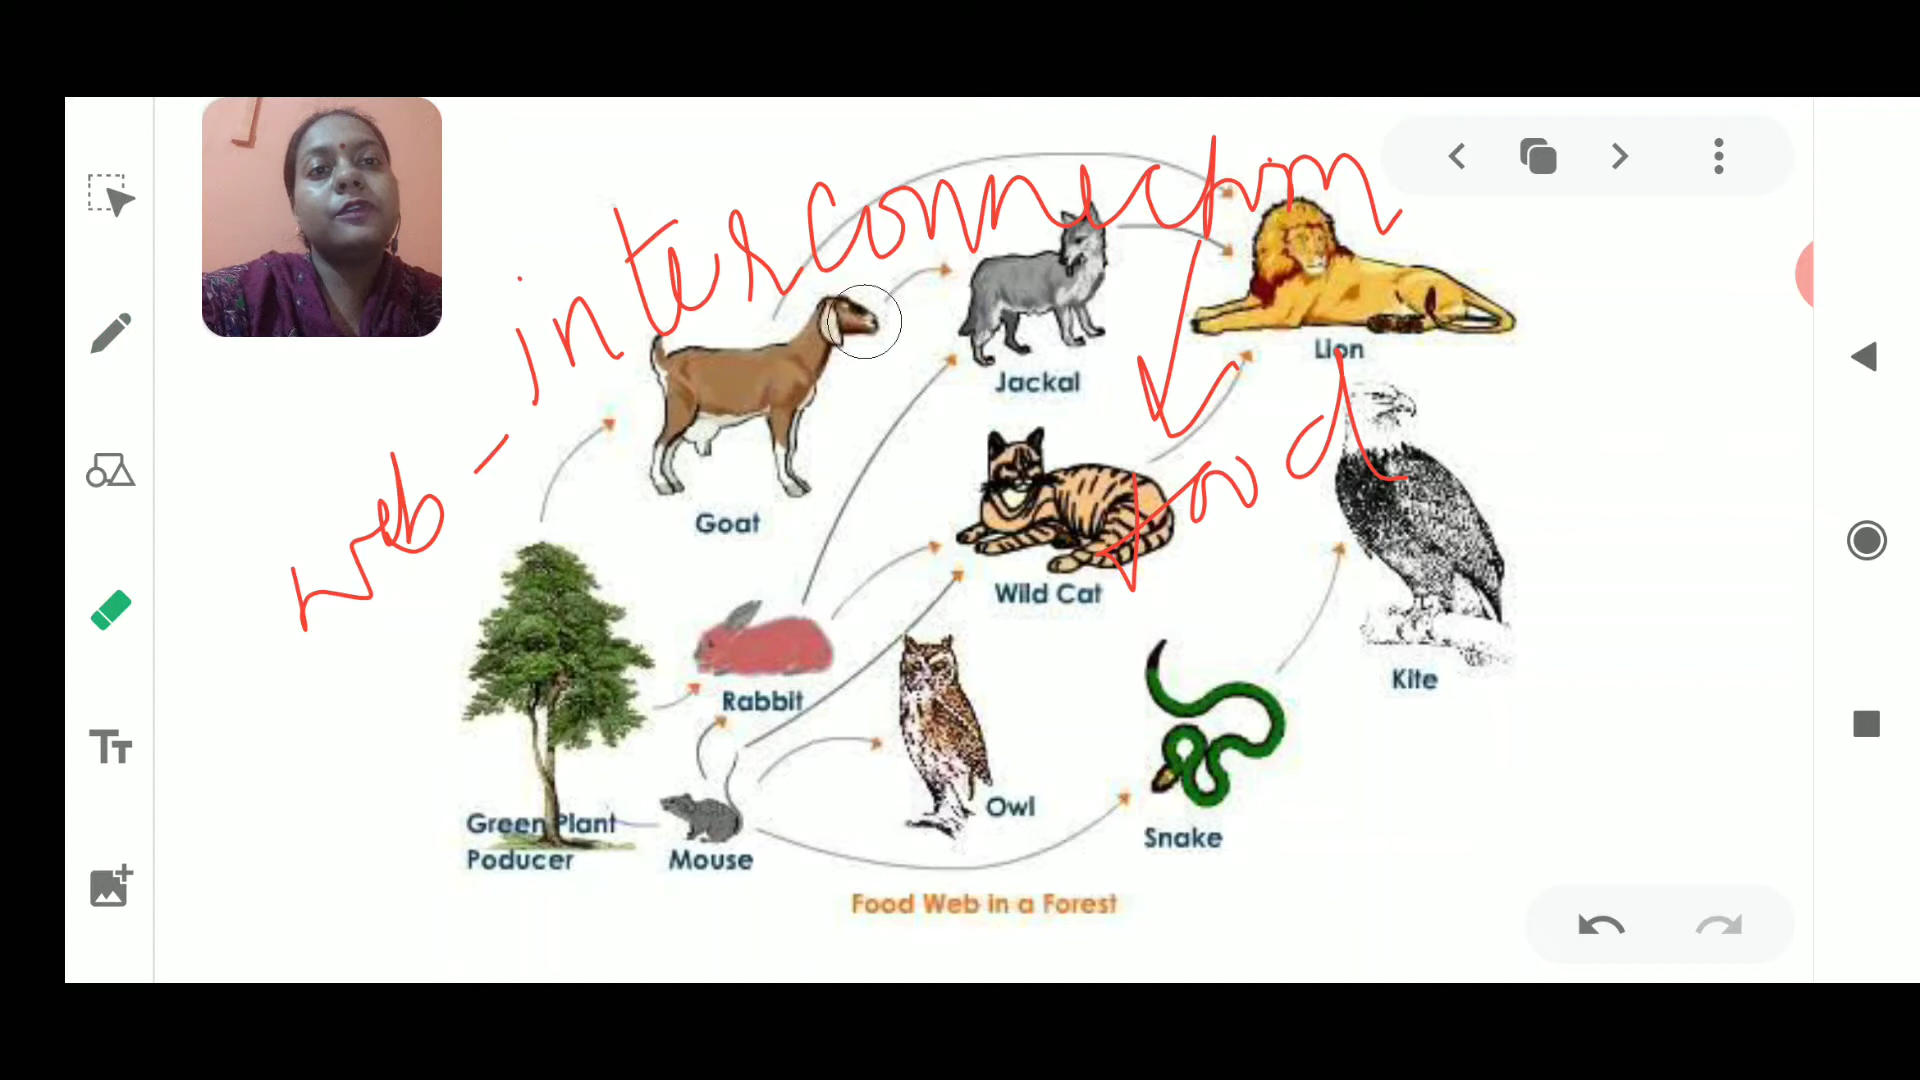 web - interconnection
food
Lion
Jackal
Goat
Wild Cat
Kite
Rabbit
Owl
Snake
Green Plant
Poducer
Mouse
Food Web in a Forest
Tт